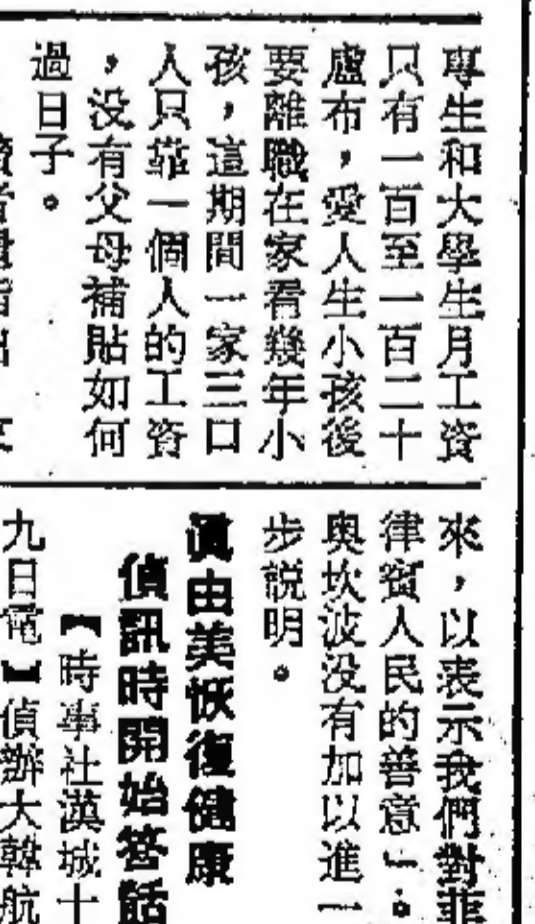 專生和大學生月工資
只有一百至一百二十
盧布，愛人生小孩後
要離職在家看幾年小
孩，這期間一家三口
人只靠一個人的工資
，没有父母補貼如何
過日子。
來，以表示我們對菲
律賓人民的善意」。
奧坎波没有加以進一
步説明。
眞由美恢復健康
偵訊時開始答話
【時事社漢城十
九日電】偵辦大韓航